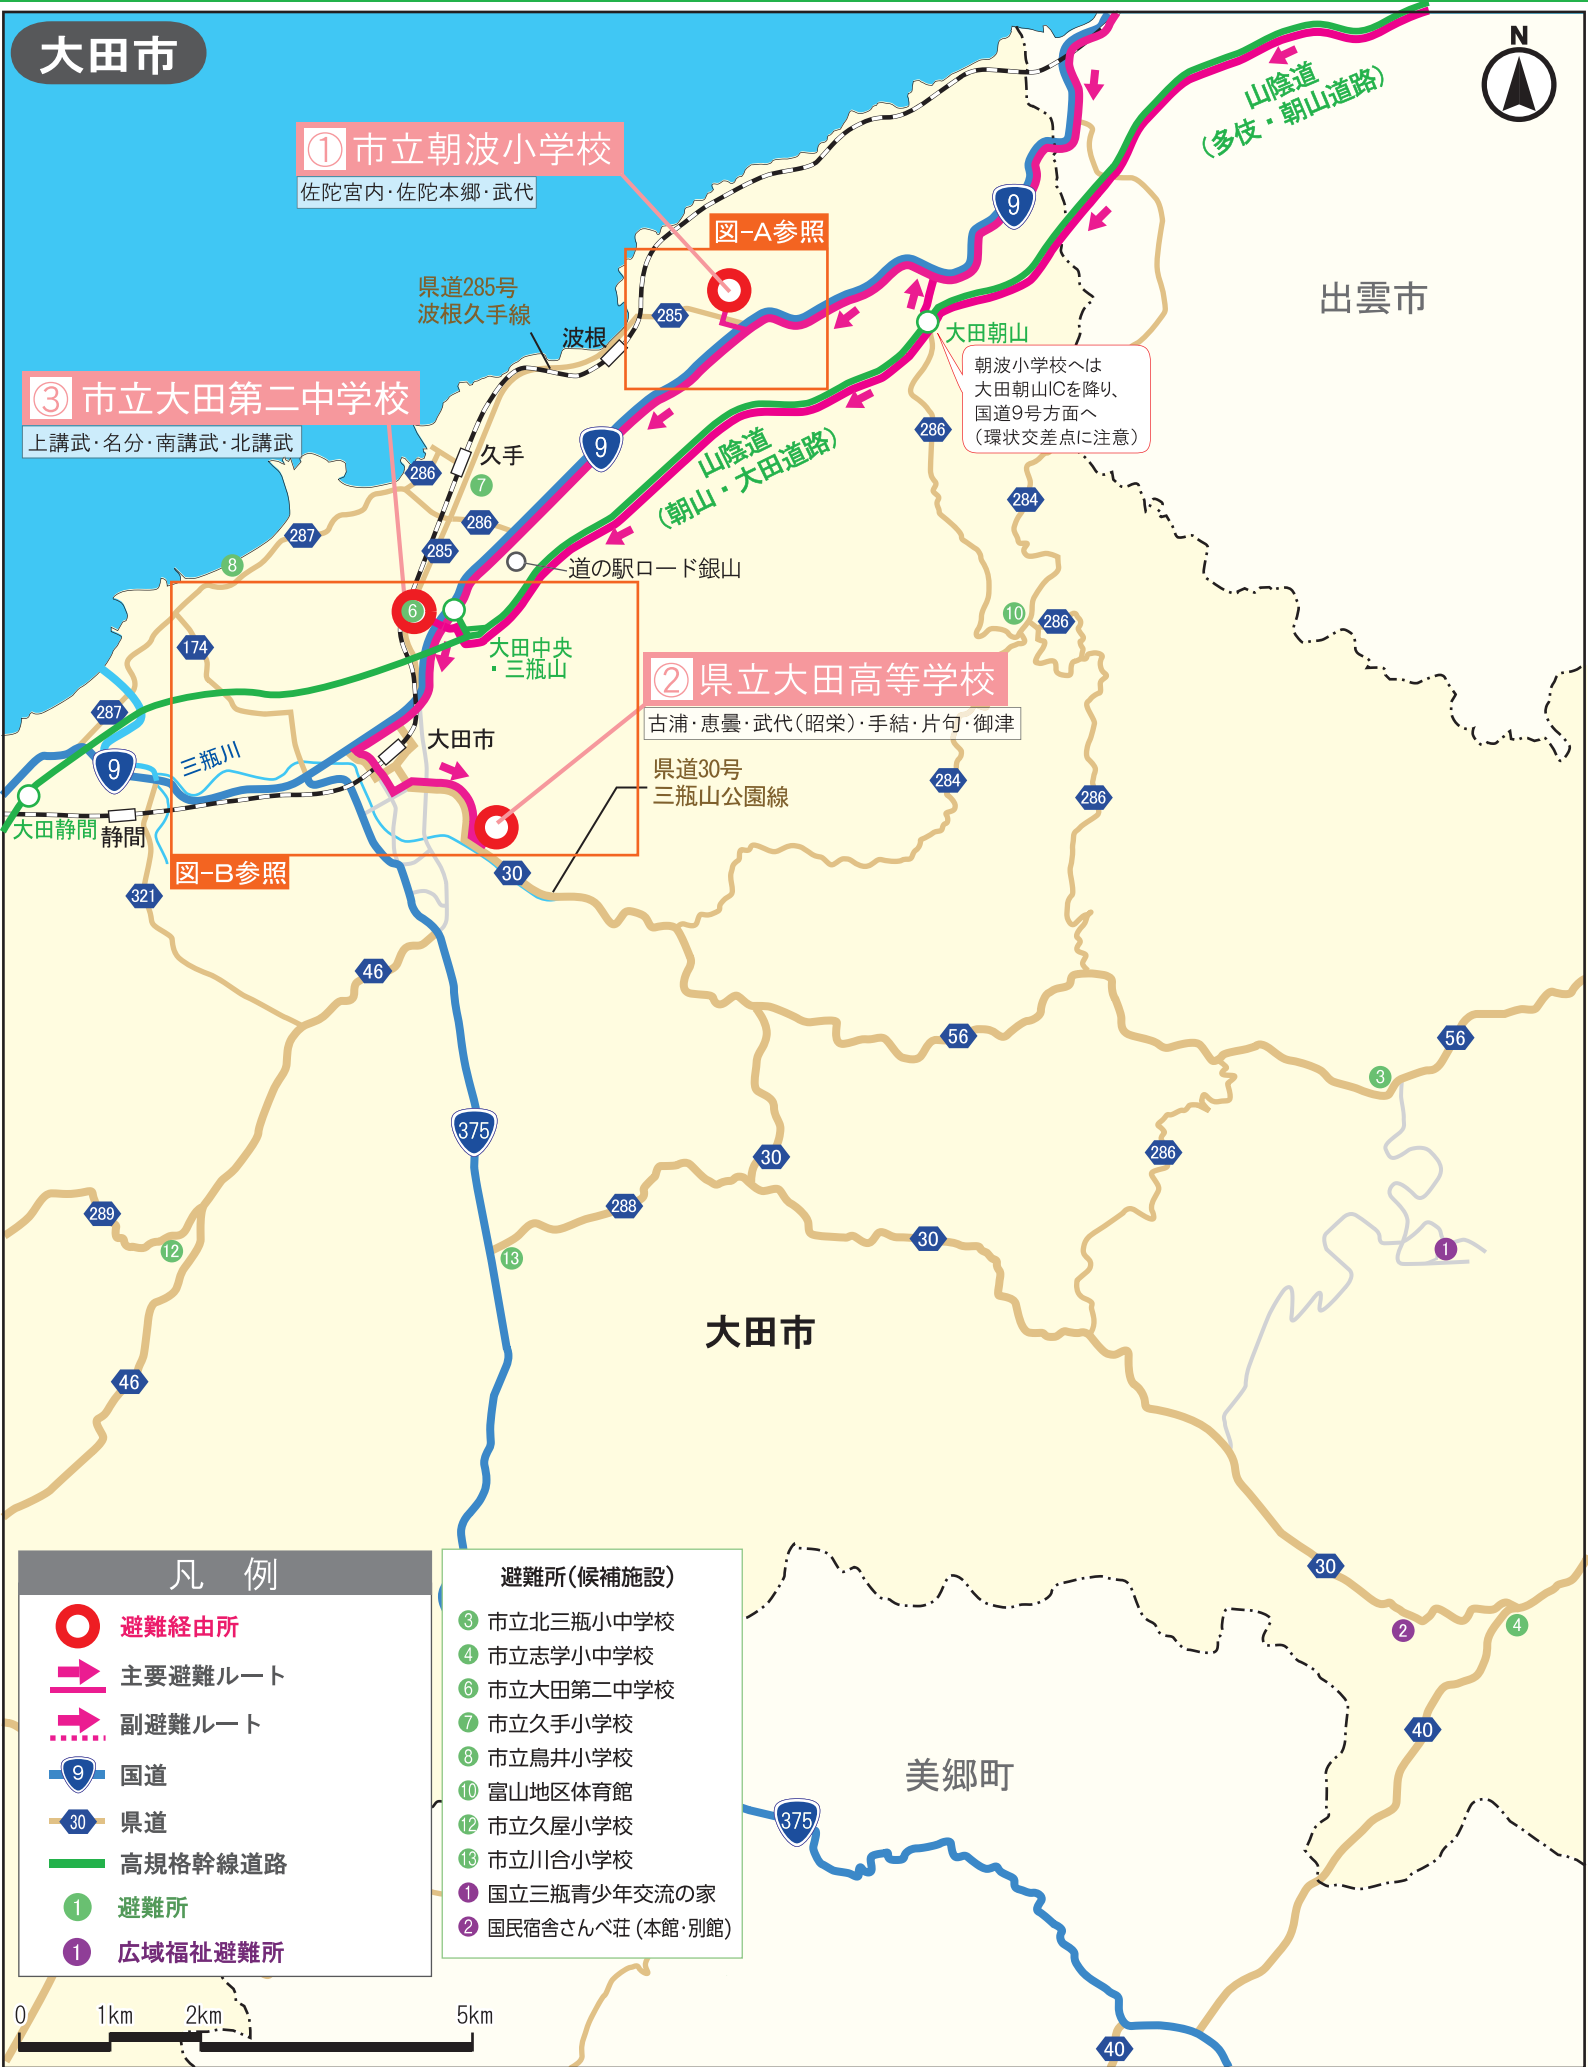 大田市
N
山陰道
(多伎・朝山道路)
①市立朝波小学校
佐陀宮内・佐陀本郷・武代
9
図-A参照
出雲市
県道285号
波根久手線
285
波根
大田朝山
朝波小学校へは
大田朝山ICを降り、
国道9号方面へ
(環状交差点に注意)
③市立大田第二中学校
上講武・名分・南講武・北講武
286
9
久手
山陰道
(朝山・大田道路)
286
7
284
286
287
285
8
道の駅ロード銀山
6
10
286
174
大田中央
・三瓶山
②県立大田高等学校
古浦・恵曇・武代(昭栄)・手結・片句・御津
287
大田市
三瓶川
9
県道30号
三瓶山公園線
284
286
大田静間
静間
図-B参照
30
321
46
56
56
3
375
30
286
288
289
30
12
13
1
大田市
46
30
2
4
40
美郷町
375
40
凡 例
避難経由所
主要避難ルート
副避難ルート
9 国道
30 県道
高規格幹線道路
1 避難所
1 広域福祉避難所
避難所(候補施設)
3 市立北三瓶小中学校
4 市立志学小中学校
6 市立大田第二中学校
7 市立久手小学校
8 市立鳥井小学校
10 富山地区体育館
12 市立久屋小学校
13 市立川合小学校
1 国立三瓶青少年交流の家
2 国民宿舎さんべ荘(本館・別館)
0 1km 2km 5km